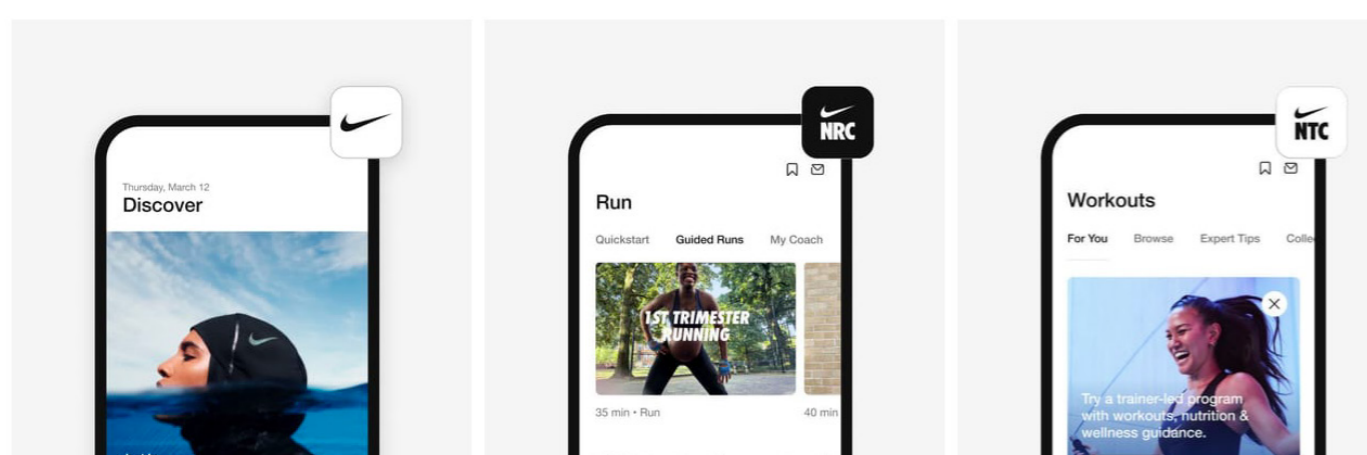 Thursday, March 12
Discover
NRC
Run
Quickstart Guided Runs My Coach
1ST TRIMESTER
RUNNING
35 min • Run
40 min
NTC
Workouts
For You Browse Expert Tips Colle
Try a trainer-led program
with workouts, nutrition &
wellness guidance.